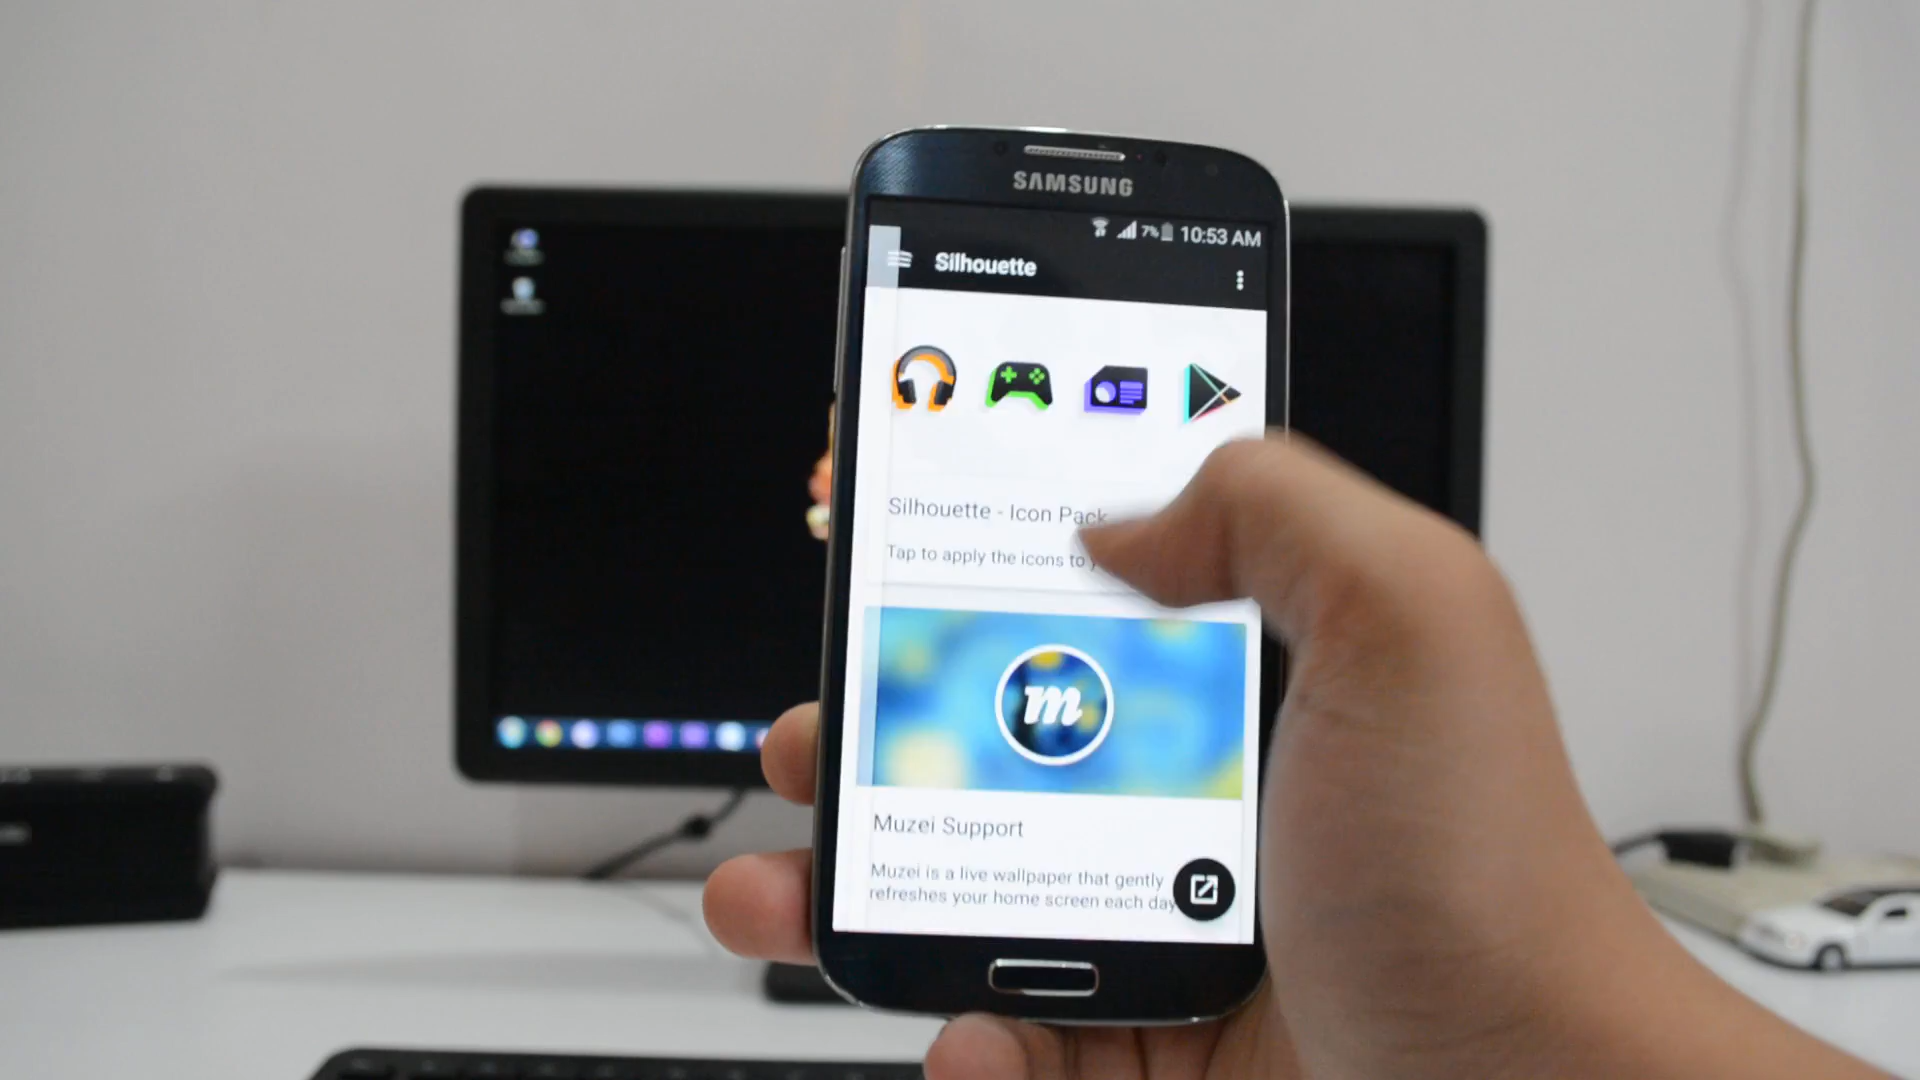 SAMSUNG
7% 10:53 AM
Silhouette
Silhouette - Icon Pack
Tap to apply the icons to
m
Muzei Support
Muzei is a live wallpaper that gently
refreshes your home screen each day